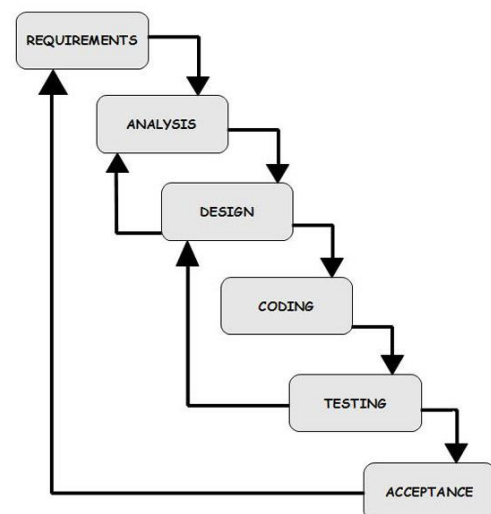 REQUIREMENTS
ANALYSIS
DESIGN
CODING
TESTING
ACCEPTANCE